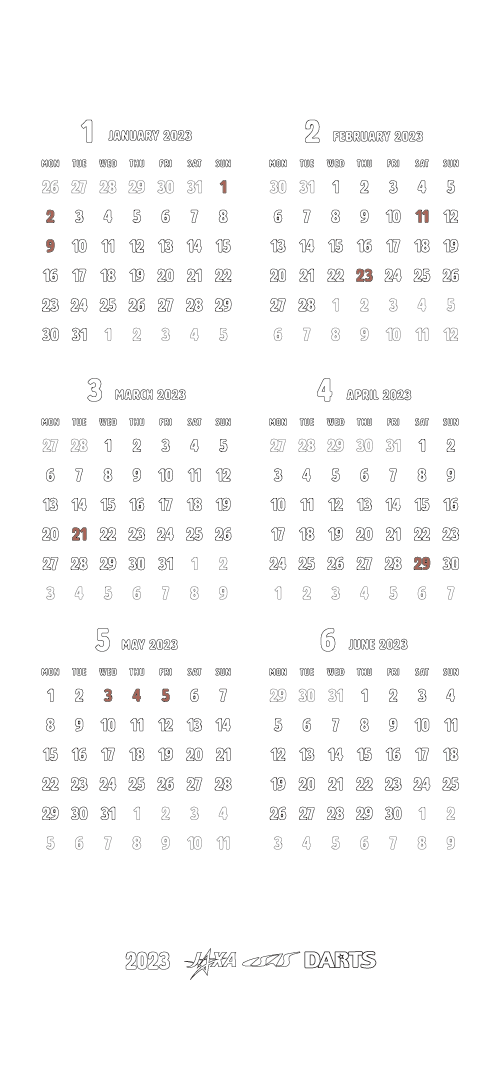 1 JANUARY 2023
MON TUE WED THU FRI SAT SUN
26 27 28 29 30 31 1
2 3 4 5 6 7 8
9 10 11 12 13 14 15
16 17 18 19 20 21 22
23 24 25 26 27 28 29
30 31 1 2 3 4 5
2 FEBRUARY 2023
MON TUE WED THU FRI SAT SUN
30 31 1 2 3 4 5
6 7 8 9 10 11 12
13 14 15 16 17 18 19
20 21 22 23 24 25 26
27 28 1 2 3 4 5
6 7 8 9 10 11 12
3 MARCH 2023
MON TUE WED THU FRI SAT SUN
27 28 1 2 3 4 5
6 7 8 9 10 11 12
13 14 15 16 17 18 19
20 21 22 23 24 25 26
27 28 29 30 31 1 2
3 4 5 6 7 8 9
4 APRIL 2023
MON TUE WED THU FRI SAT SUN
27 28 29 30 31 1 2
3 4 5 6 7 8 9
10 11 12 13 14 15 16
17 18 19 20 21 22 23
24 25 26 27 28 29 30
1 2 3 4 5 6 7
5 MAY 2023
MON TUE WED THU FRI SAT SUN
1 2 3 4 5 6 7
8 9 10 11 12 13 14
15 16 17 18 19 20 21
22 23 24 25 26 27 28
29 30 31 1 2 3 4
5 6 7 8 9 10 11
6 JUNE 2023
MON TUE WED THU FRI SAT SUN
29 30 31 1 2 3 4
5 6 7 8 9 10 11
12 13 14 15 16 17 18
19 20 21 22 23 24 25
26 27 28 29 30 1 2
3 4 5 6 7 8 9
2023 JAXA ISAS DARTS